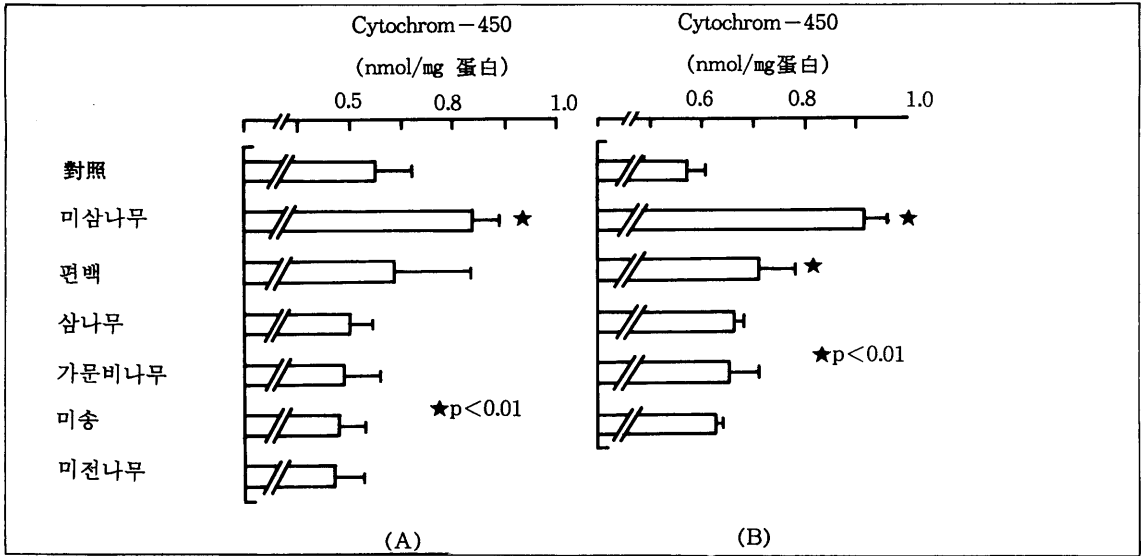 Cytochrom-450
(nmol/mg 蛋白)
0.5 0.8 1.0
Cytochrom-450
(nmol/mg蛋白)
0.6 0.8 1.0
對照
미삼나무
편백
삼나무
가문비나무
미송
미전나무
★
★p<0.01
(A)
★
★
★p<0.01
(B)